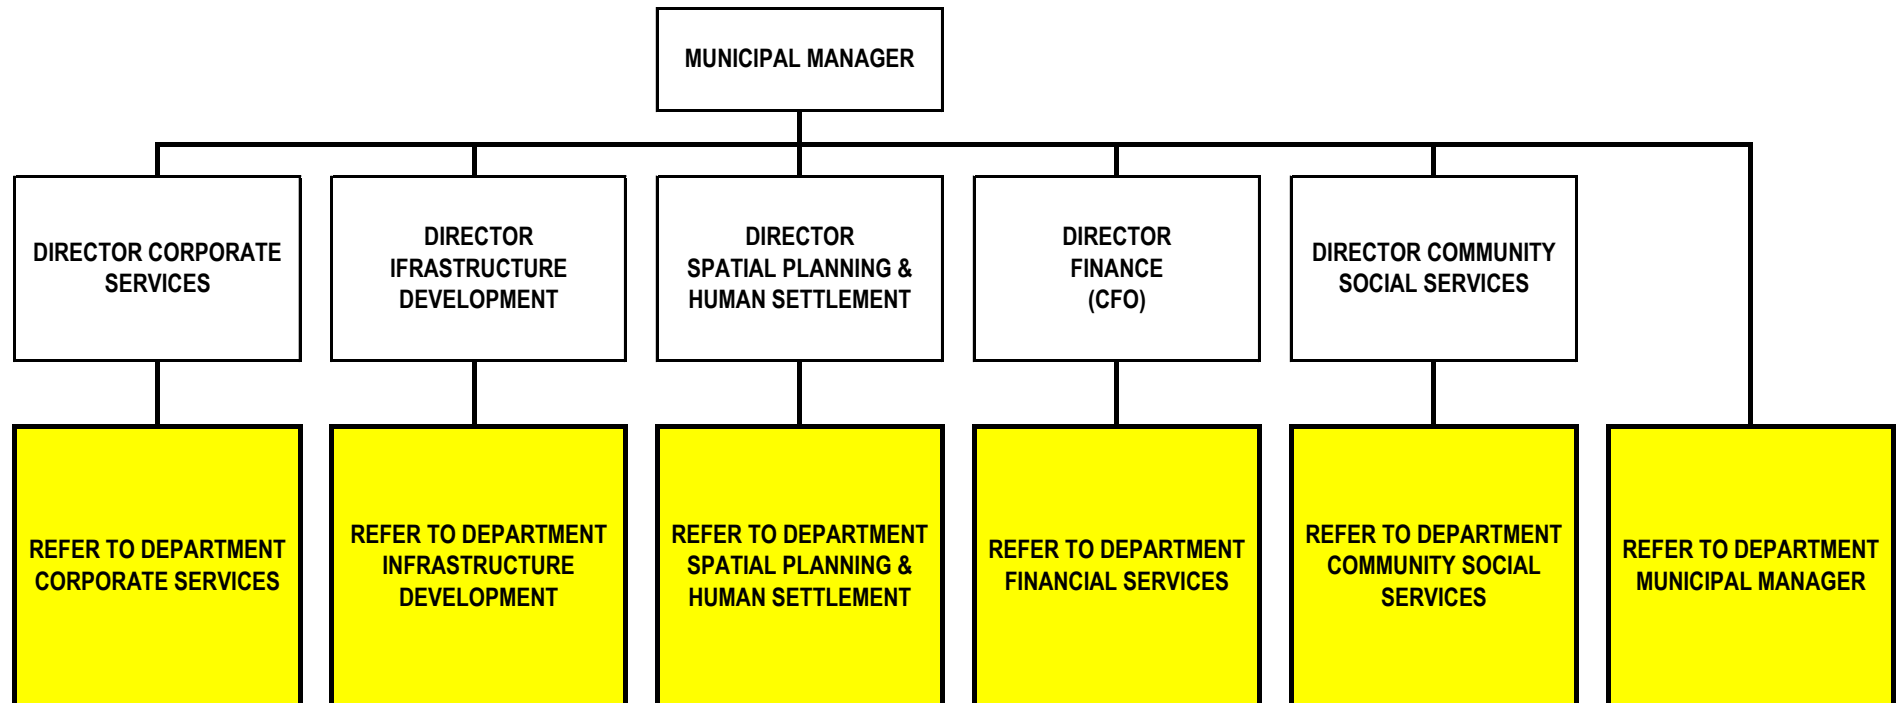 MUNICIPAL MANAGER
DIRECTOR CORPORATE
SERVICES
DIRECTOR
IFRASTRUCTURE
DEVELOPMENT
DIRECTOR
SPATIAL PLANNING &
HUMAN SETTLEMENT
DIRECTOR
FINANCE
(CFO)
DIRECTOR COMMUNITY
SOCIAL SERVICES
REFER TO DEPARTMENT
CORPORATE SERVICES
REFER TO DEPARTMENT
INFRASTRUCTURE
DEVELOPMENT
REFER TO DEPARTMENT
SPATIAL PLANNING &
HUMAN SETTLEMENT
REFER TO DEPARTMENT
FINANCIAL SERVICES
REFER TO DEPARTMENT
COMMUNITY SOCIAL
SERVICES
REFER TO DEPARTMENT
MUNICIPAL MANAGER